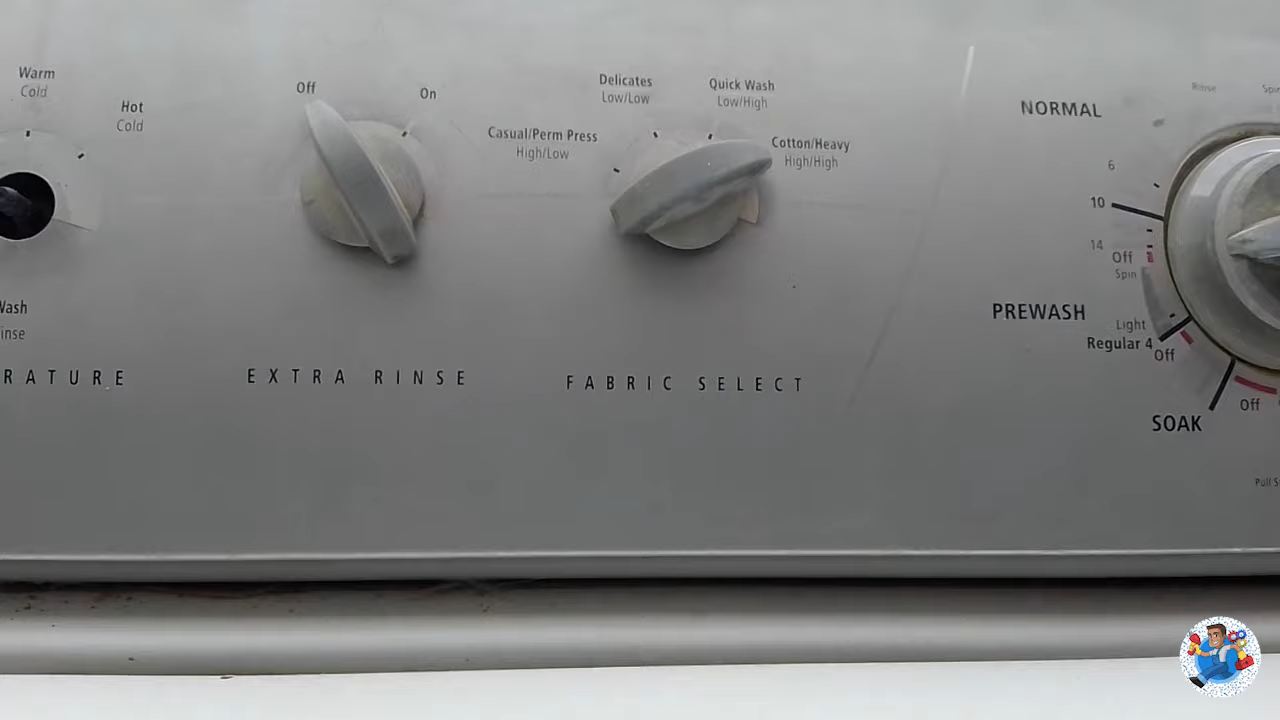 Warm
Cold
Hot
Cold
RATURE
Off
On
EXTRA RINSE
Casual/Perm Press
High/Low
Delicates
Low/Low
Quick Wash
Low/High
Cotton/Heavy
High/High
FABRIC SELECT
NORMAL
Rinse
6
10
14
Off
Spin
PREWASH
Light
Regular 4
Off
SOAK
Off